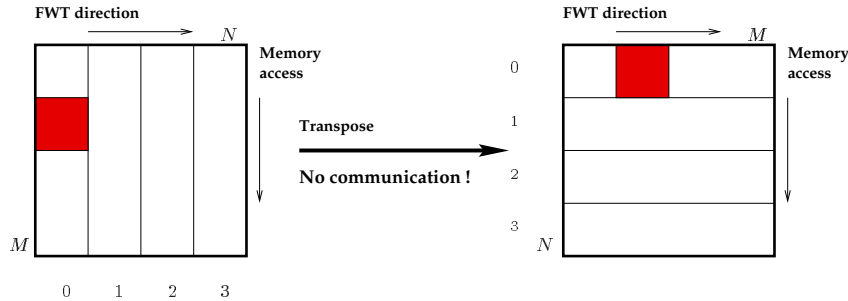 FWT direction
N
Memory
access
M
0 1 2 3
Transpose
No communication !
FWT direction
M
Memory
access
0
1
2
3
N